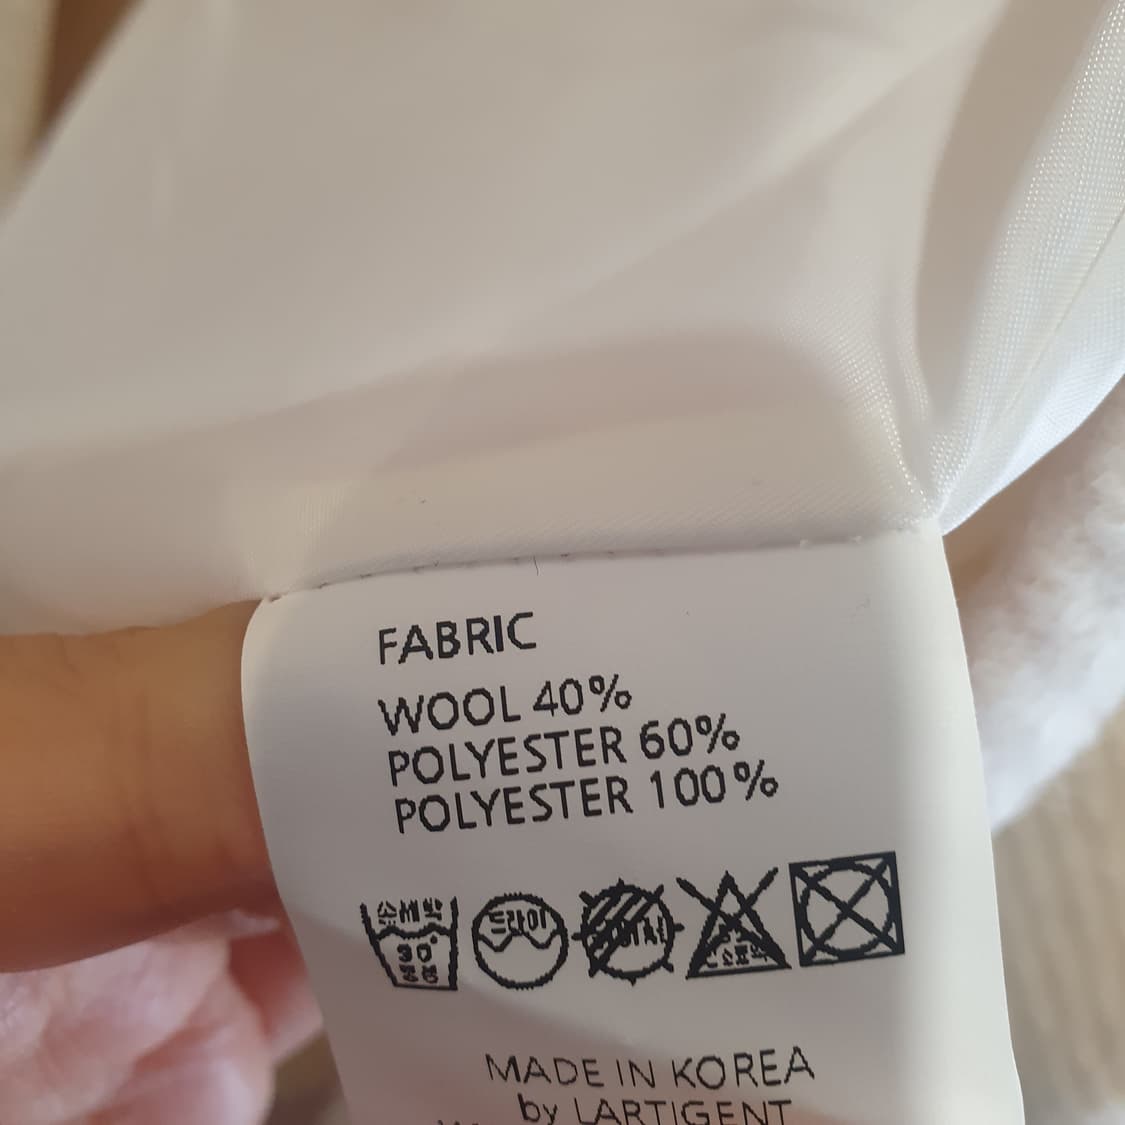 FABRIC
WOOL 40%
POLYESTER 60%
POLYESTER 100%
손세탁
30°
중성
드라이
MADE IN KOREA
by LARTIGENT